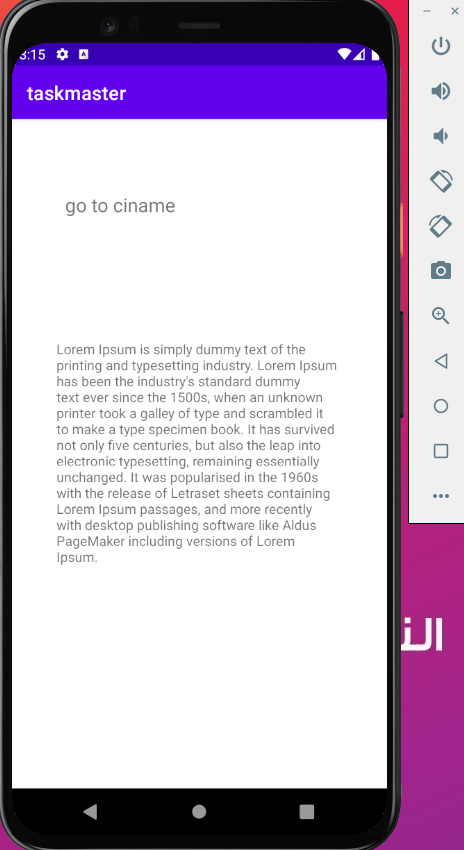 3:15
taskmaster
go to ciname
Lorem Ipsum is simply dummy text of the
printing and typesetting industry. Lorem Ipsum
has been the industry's standard dummy
text ever since the 1500s, when an unknown
printer took a galley of type and scrambled it
to make a type specimen book. It has survived
not only five centuries, but also the leap into
electronic typesetting, remaining essentially
unchanged. It was popularised in the 1960s
with the release of Letraset sheets containing
Lorem Ipsum passages, and more recently
with desktop publishing software like Aldus
PageMaker including versions of Lorem
Ipsum.